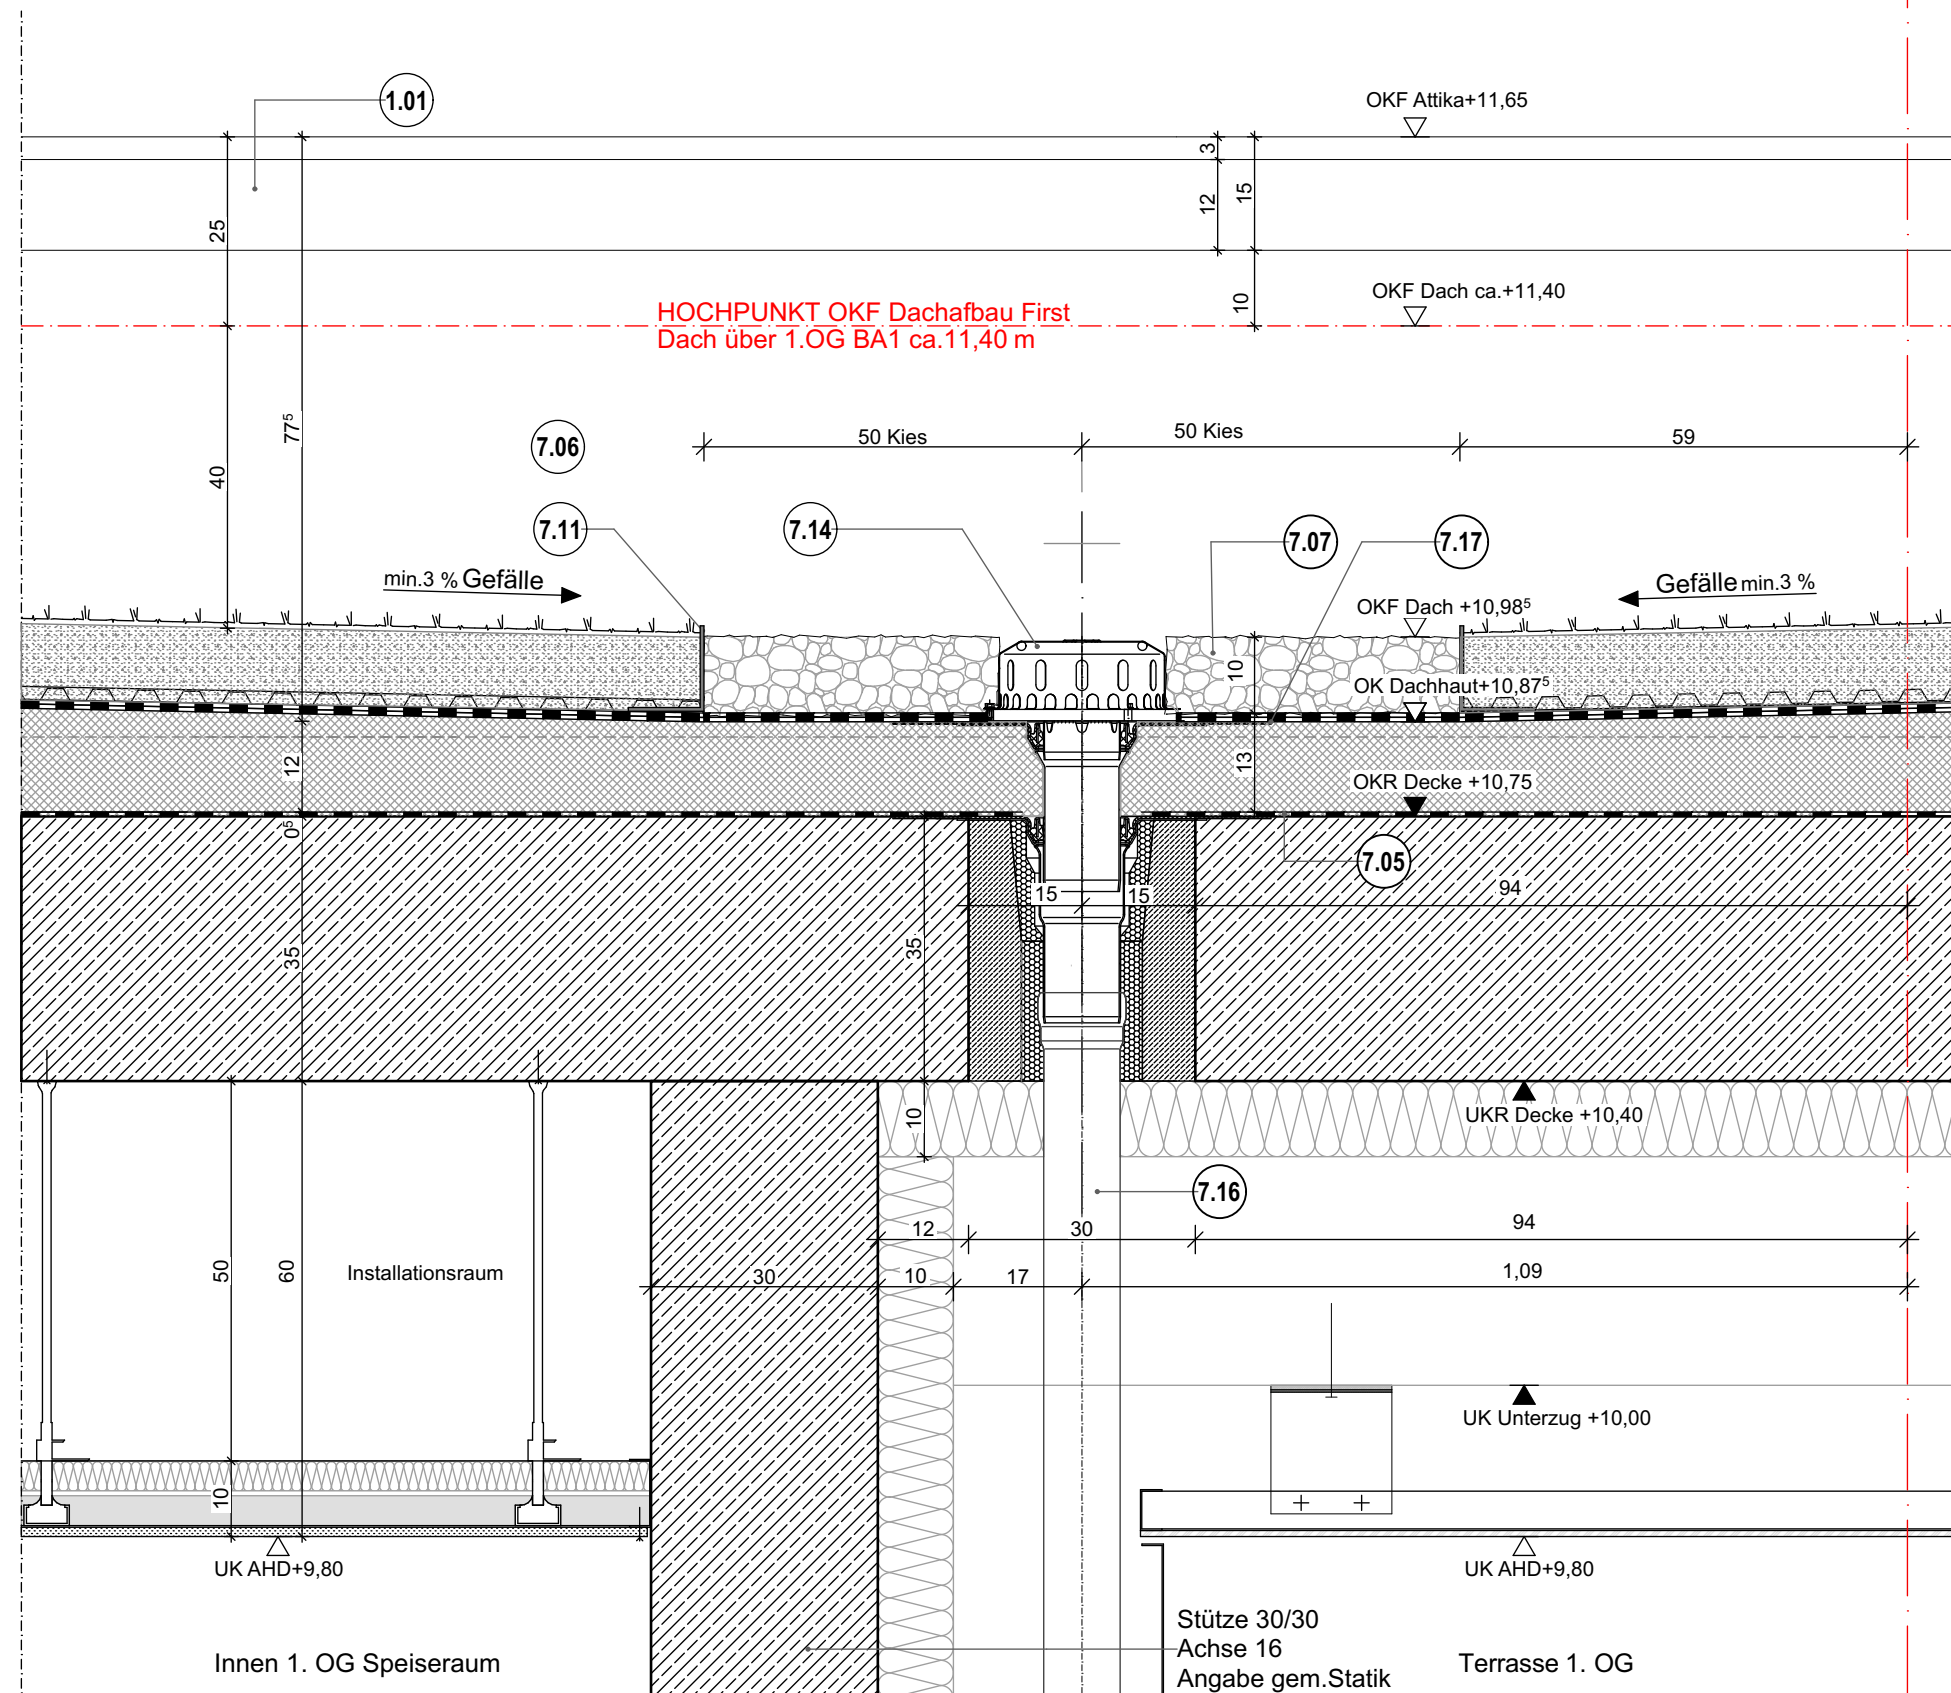 1.01
OKF Attika+11,65
3
12
15
25
OKF Dach ca.+11,40
10
HOCHPUNKT OKF Dachafbau First
Dach über 1.OG BA1 ca.11,40 m
77⁵
40
7.06
50 Kies
50 Kies
59
7.11
7.14
7.07
7.17
min.3 % Gefälle
Gefälle min.3 %
OKF Dach +10,98⁵
10
OK Dachhaut+10,87⁵
12
13
OKR Decke +10,75
0⁵
7.05
15
15
94
35
35
10
UKR Decke +10,40
7.16
12
30
94
50
60
Installationsraum
30
10
17
1,09
UK Unterzug +10,00
10
UK AHD+9,80
UK AHD+9,80
Stütze 30/30
Achse 16
Angabe gem.Statik
Innen 1. OG Speiseraum
Terrasse 1. OG